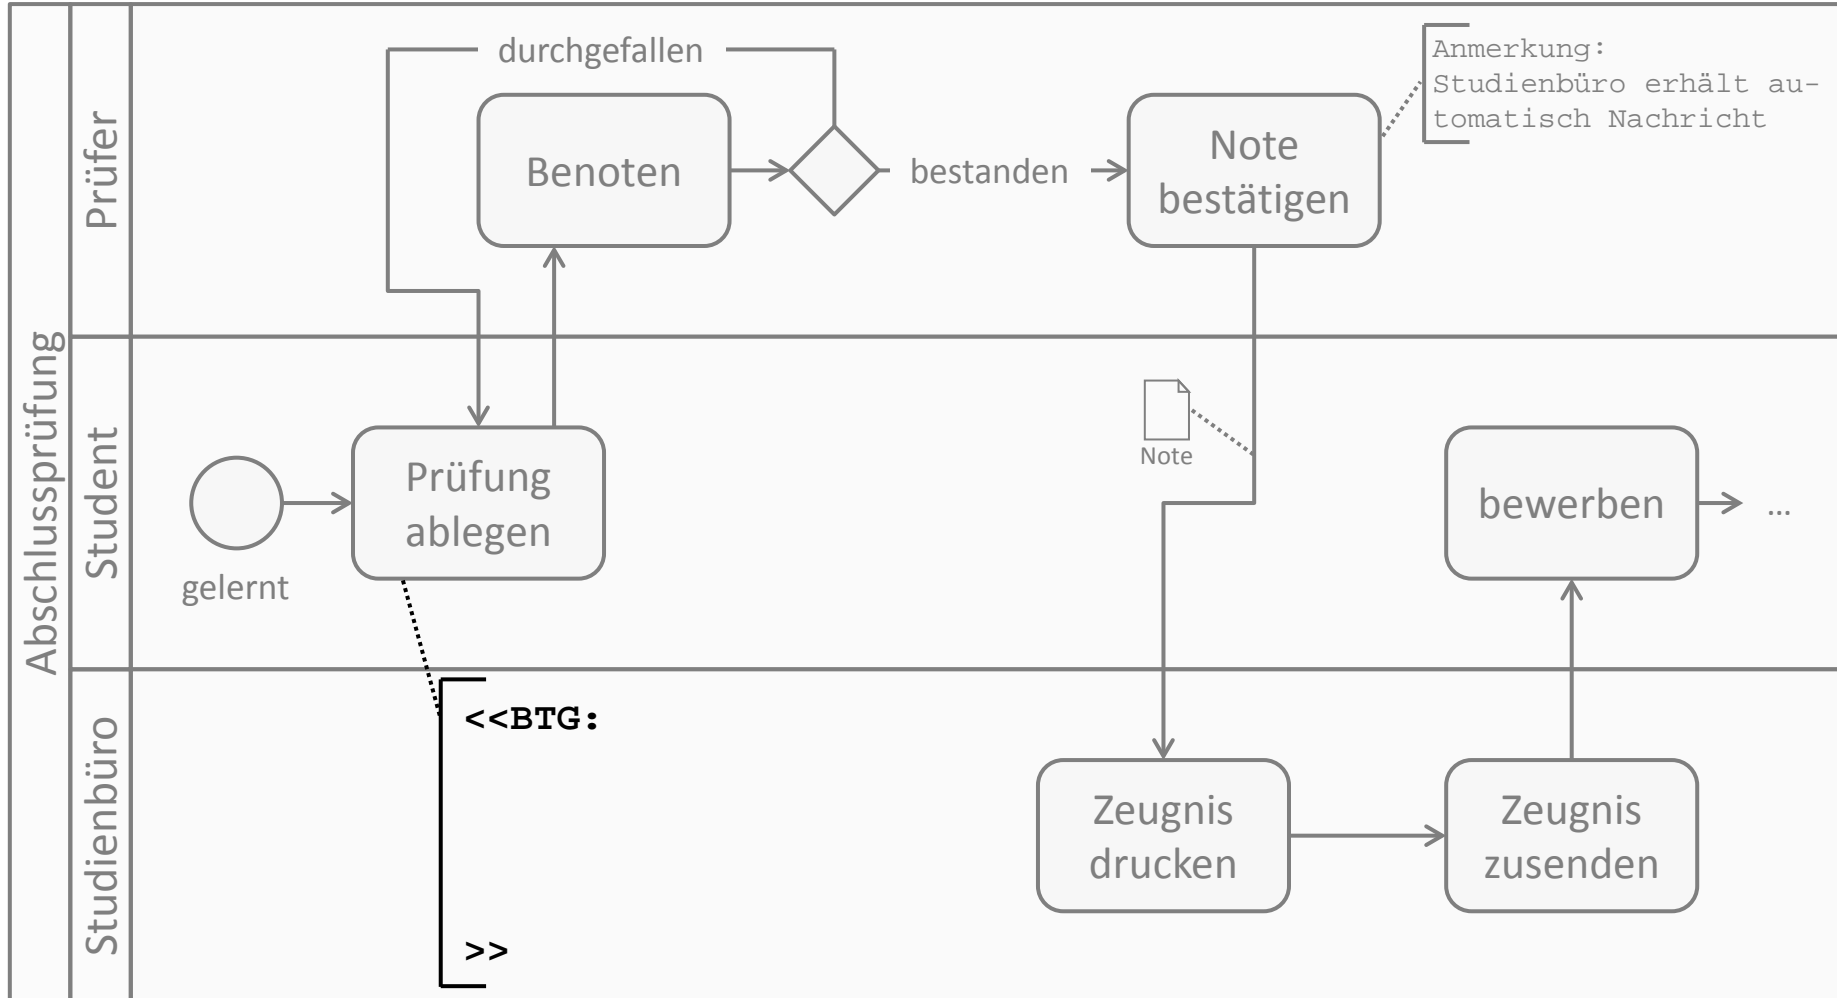 Abschlussprüfung
Prüfer
durchgefallen
Benoten
bestanden
Note
bestätigen
Anmerkung:
Studienbüro erhält au-
tomatisch Nachricht
Student
gelernt
Prüfung
ablegen
Note
bewerben
...
Studienbüro
<<BTG:
>>
Zeugnis
drucken
Zeugnis
zusenden